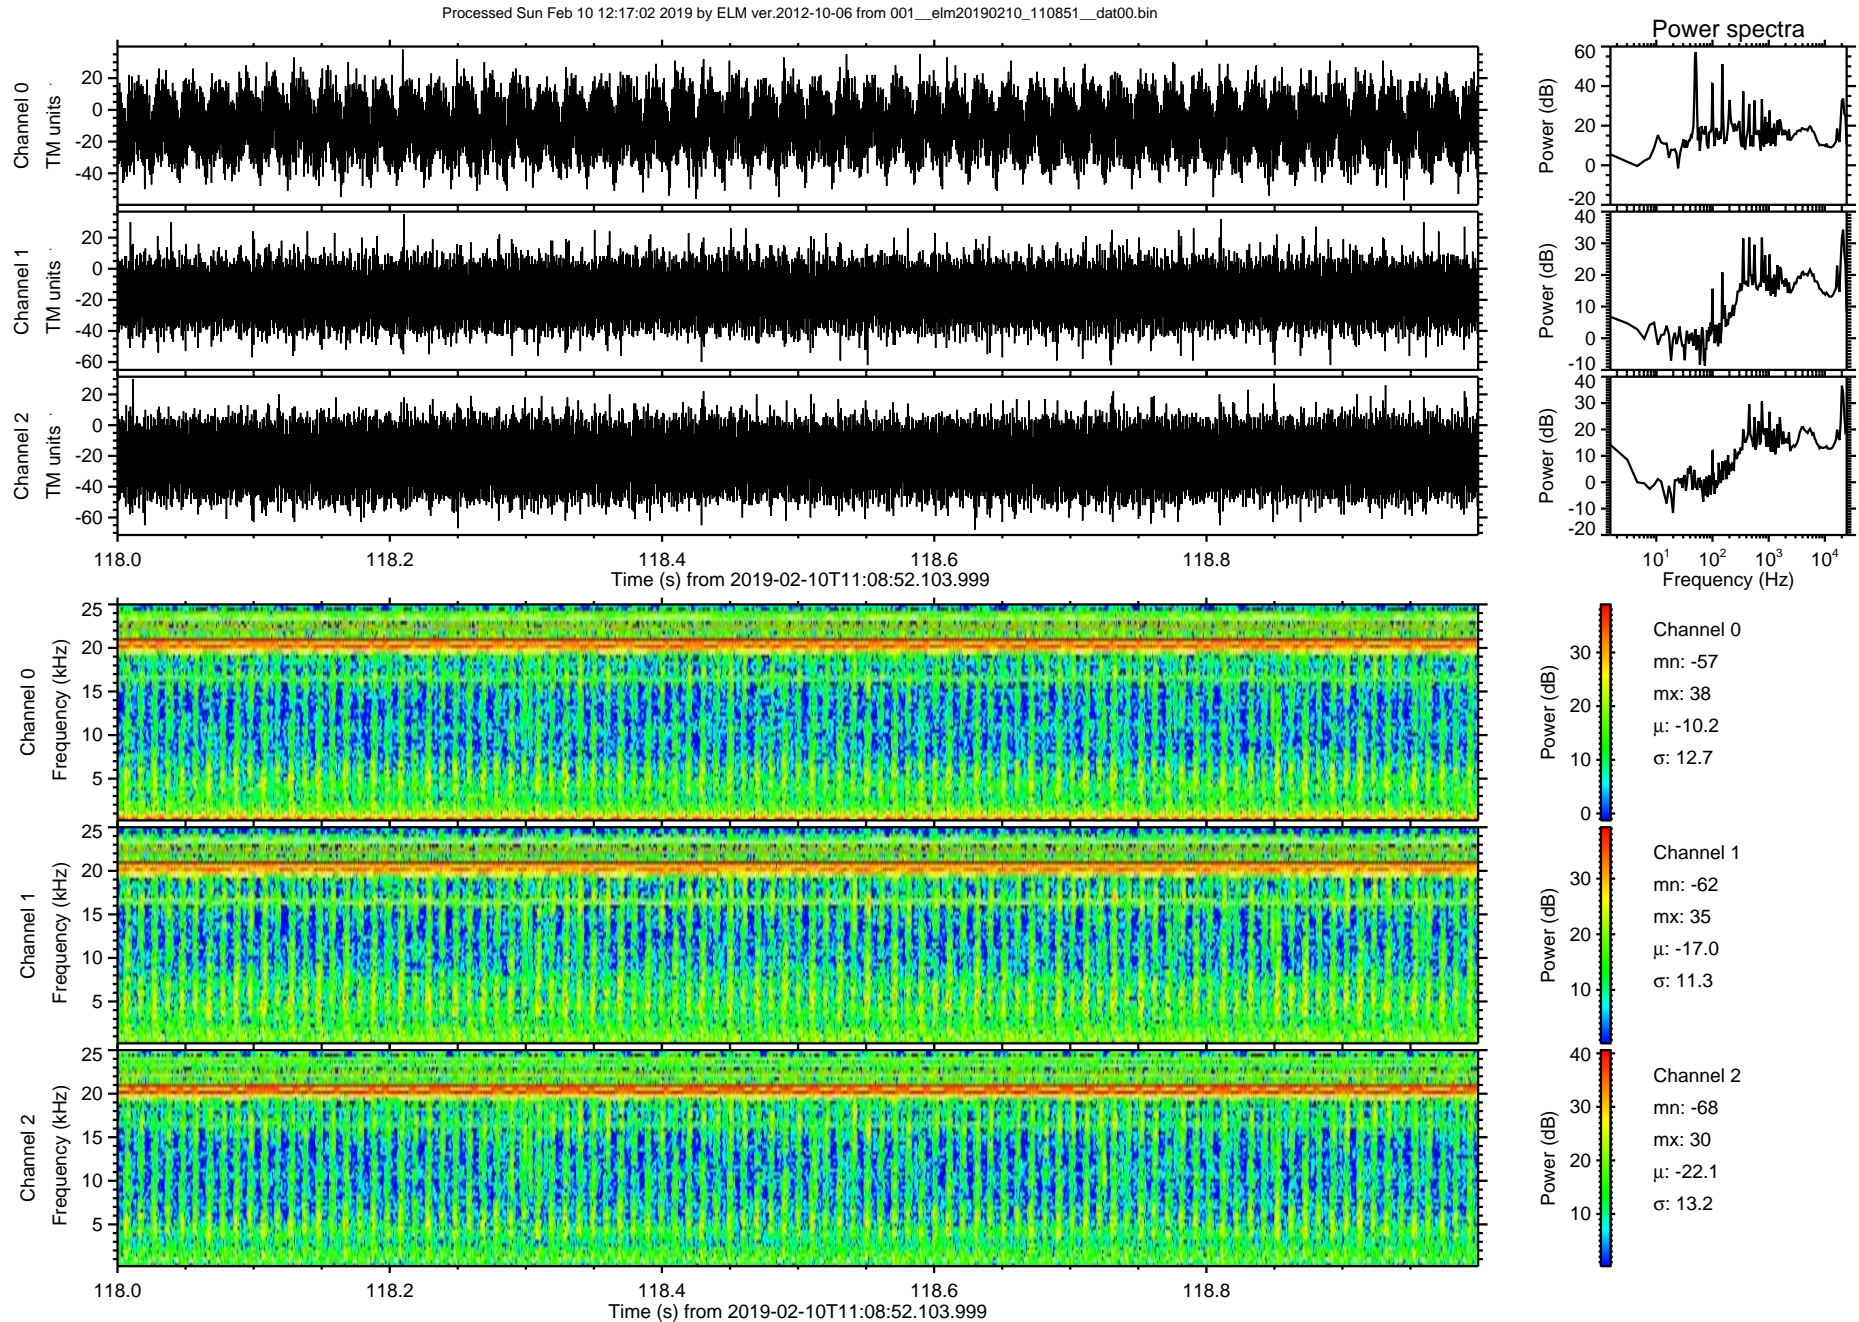 Processed Sun Feb 10 12:17:02 2019 by ELM ver.2012-10-06 from 001__elm20190210_110851__dat00.bin
Power spectra
Channel 0
TM units
20
0
-20
-40
Power (dB)
60
40
20
0
-20
Channel 1
TM units
20
0
-20
-40
-60
Power (dB)
40
30
20
10
0
-10
Channel 2
TM units
20
0
-20
-40
-60
Power (dB)
40
30
20
10
0
-10
-20
118.0 118.2 118.4 118.6 118.8
Time (s) from 2019-02-10T11:08:52.103.999
10^1 10^2 10^3 10^4
Frequency (Hz)
Channel 0
Frequency (kHz)
25
20
15
10
5
Power (dB)
30
20
10
0
Channel 0
mn: -57
mx: 38
μ: -10.2
σ: 12.7
Channel 1
Frequency (kHz)
25
20
15
10
5
Power (dB)
30
20
10
Channel 1
mn: -62
mx: 35
μ: -17.0
σ: 11.3
Channel 2
Frequency (kHz)
25
20
15
10
5
Power (dB)
40
30
20
10
Channel 2
mn: -68
mx: 30
μ: -22.1
σ: 13.2
118.0 118.2 118.4 118.6 118.8
Time (s) from 2019-02-10T11:08:52.103.999